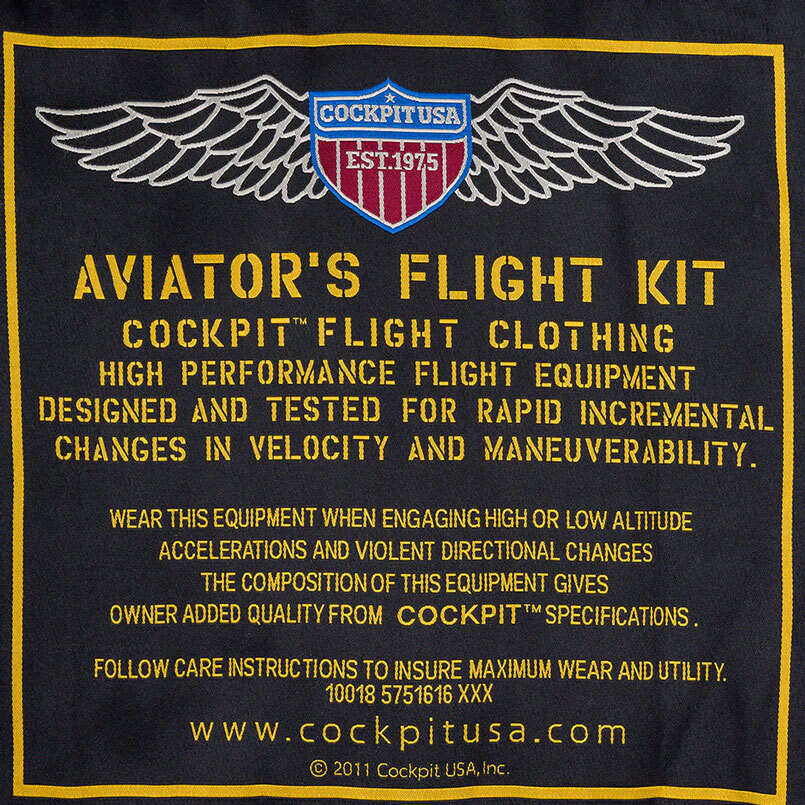 COCKPIT USA
EST. 1975
AVIATOR'S FLIGHT KIT
COCKPIT™ FLIGHT CLOTHING
HIGH PERFORMANCE FLIGHT EQUIPMENT
DESIGNED AND TESTED FOR RAPID INCREMENTAL
CHANGES IN VELOCITY AND MANEUVERABILITY.
WEAR THIS EQUIPMENT WHEN ENGAGING HIGH OR LOW ALTITUDE
ACCELERATIONS AND VIOLENT DIRECTIONAL CHANGES
THE COMPOSITION OF THIS EQUIPMENT GIVES
OWNER ADDED QUALITY FROM COCKPIT™ SPECIFICATIONS.
FOLLOW CARE INSTRUCTIONS TO INSURE MAXIMUM WEAR AND UTILITY.
10018 5751616 XXX
www.cockpitusa.com
© 2011 Cockpit USA, Inc.